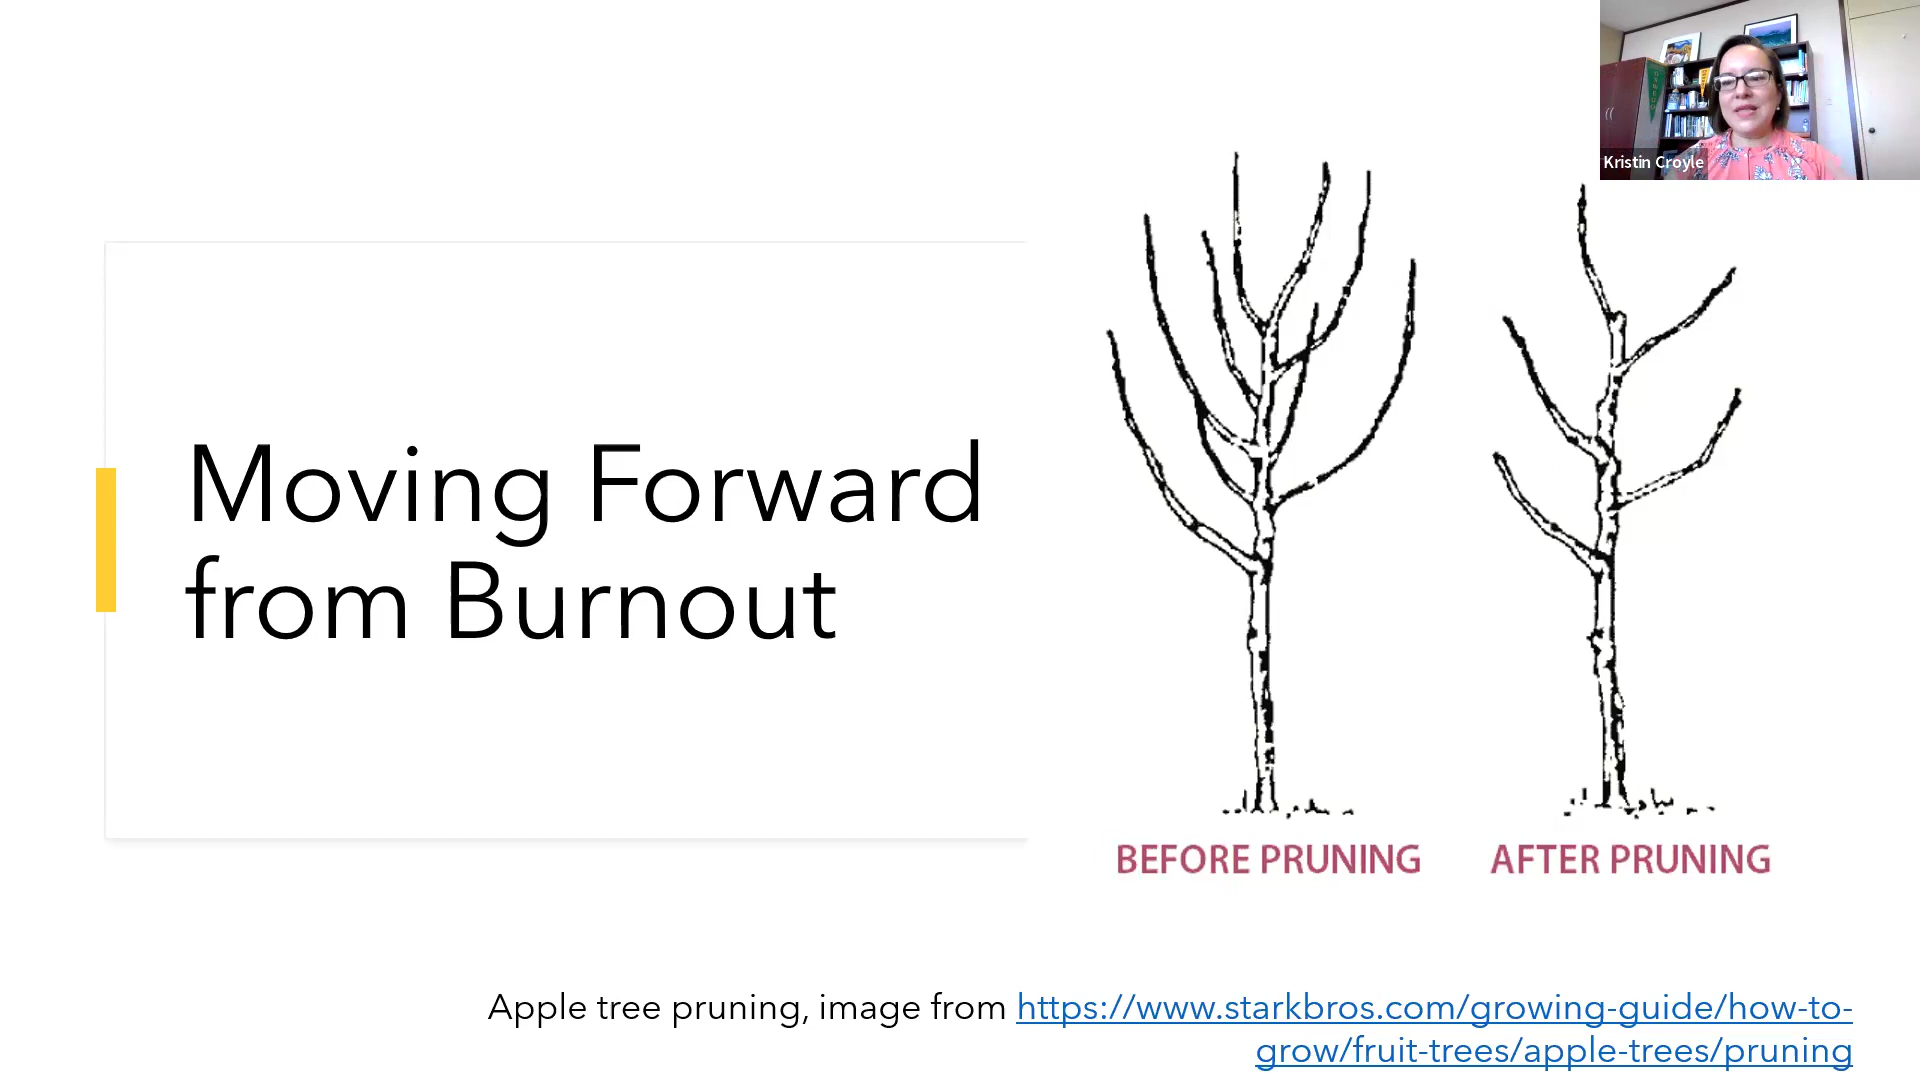 Kristin Croyle
Moving Forward
from Burnout
BEFORE PRUNING
AFTER PRUNING
Apple tree pruning, image from https://www.starkbros.com/growing-guide/how-to-
grow/fruit-trees/apple-trees/pruning